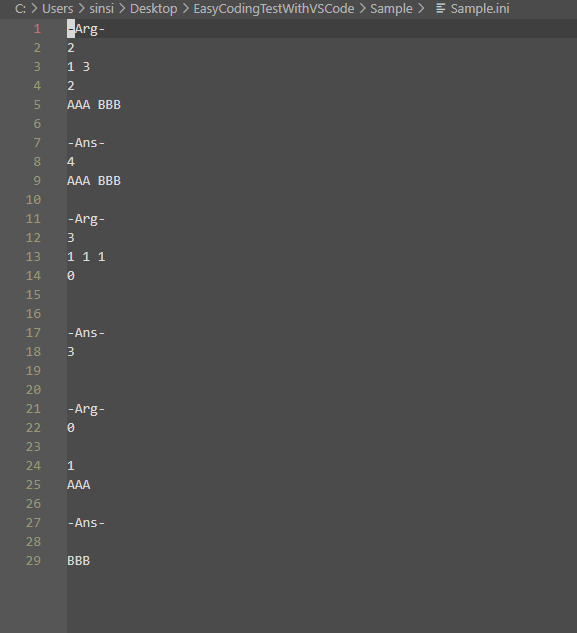 C: > Users > sinsi > Desktop > EasyCodingTestWithVSCode > Sample > Sample.ini
1 -Arg-
2 2
3 1 3
4 2
5 AAA BBB
6
7 -Ans-
8 4
9 AAA BBB
10
11 -Arg-
12 3
13 1 1 1
14 0
15
16
17 -Ans-
18 3
19
20
21 -Arg-
22 0
23
24 1
25 AAA
26
27 -Ans-
28
29 BBB